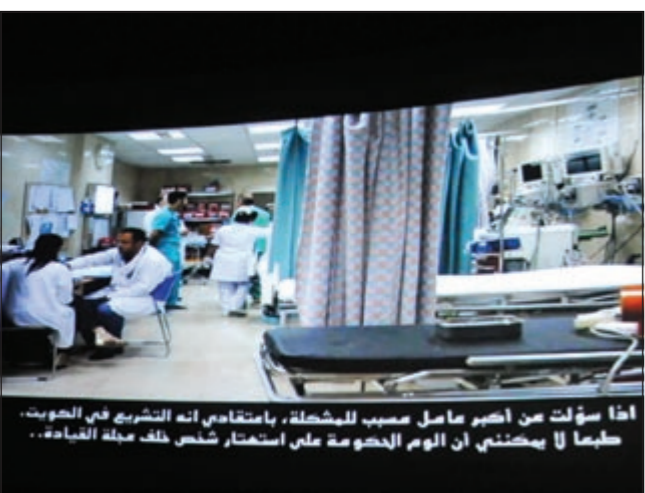 اذا سؤلت عن أكبر عامل مسبب للمشكلة، باعتقادي انه التشريع في الكويت.
طبعا لا يمكنني أن الوم الحكومة على استهتار شخص خلف عجلة القيادة..